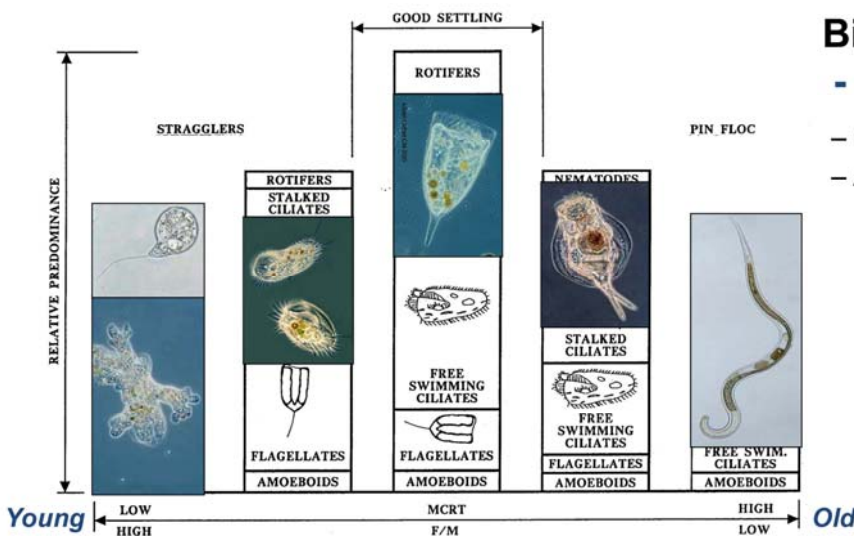 GOOD SETTLING
Bi
-
ROTIFERS
STRAGGLERS
PIN FLOC
–
–
RELATIVE PREDOMINANCE
ROTIFERS
STALKED
CILIATES
NEMATODES
STALKED
CILIATES
FREE
SWIMMING
CILIATES
FREE
SWIMMING
CILIATES
FLAGELLATES
FLAGELLATES
FLAGELLATES
FREE SWIM.
CILIATES
AMOEBOIDS
AMOEBOIDS
AMOEBOIDS
AMOEBOIDS
Young
LOW
MCRT
HIGH
Old
HIGH
F/M
LOW